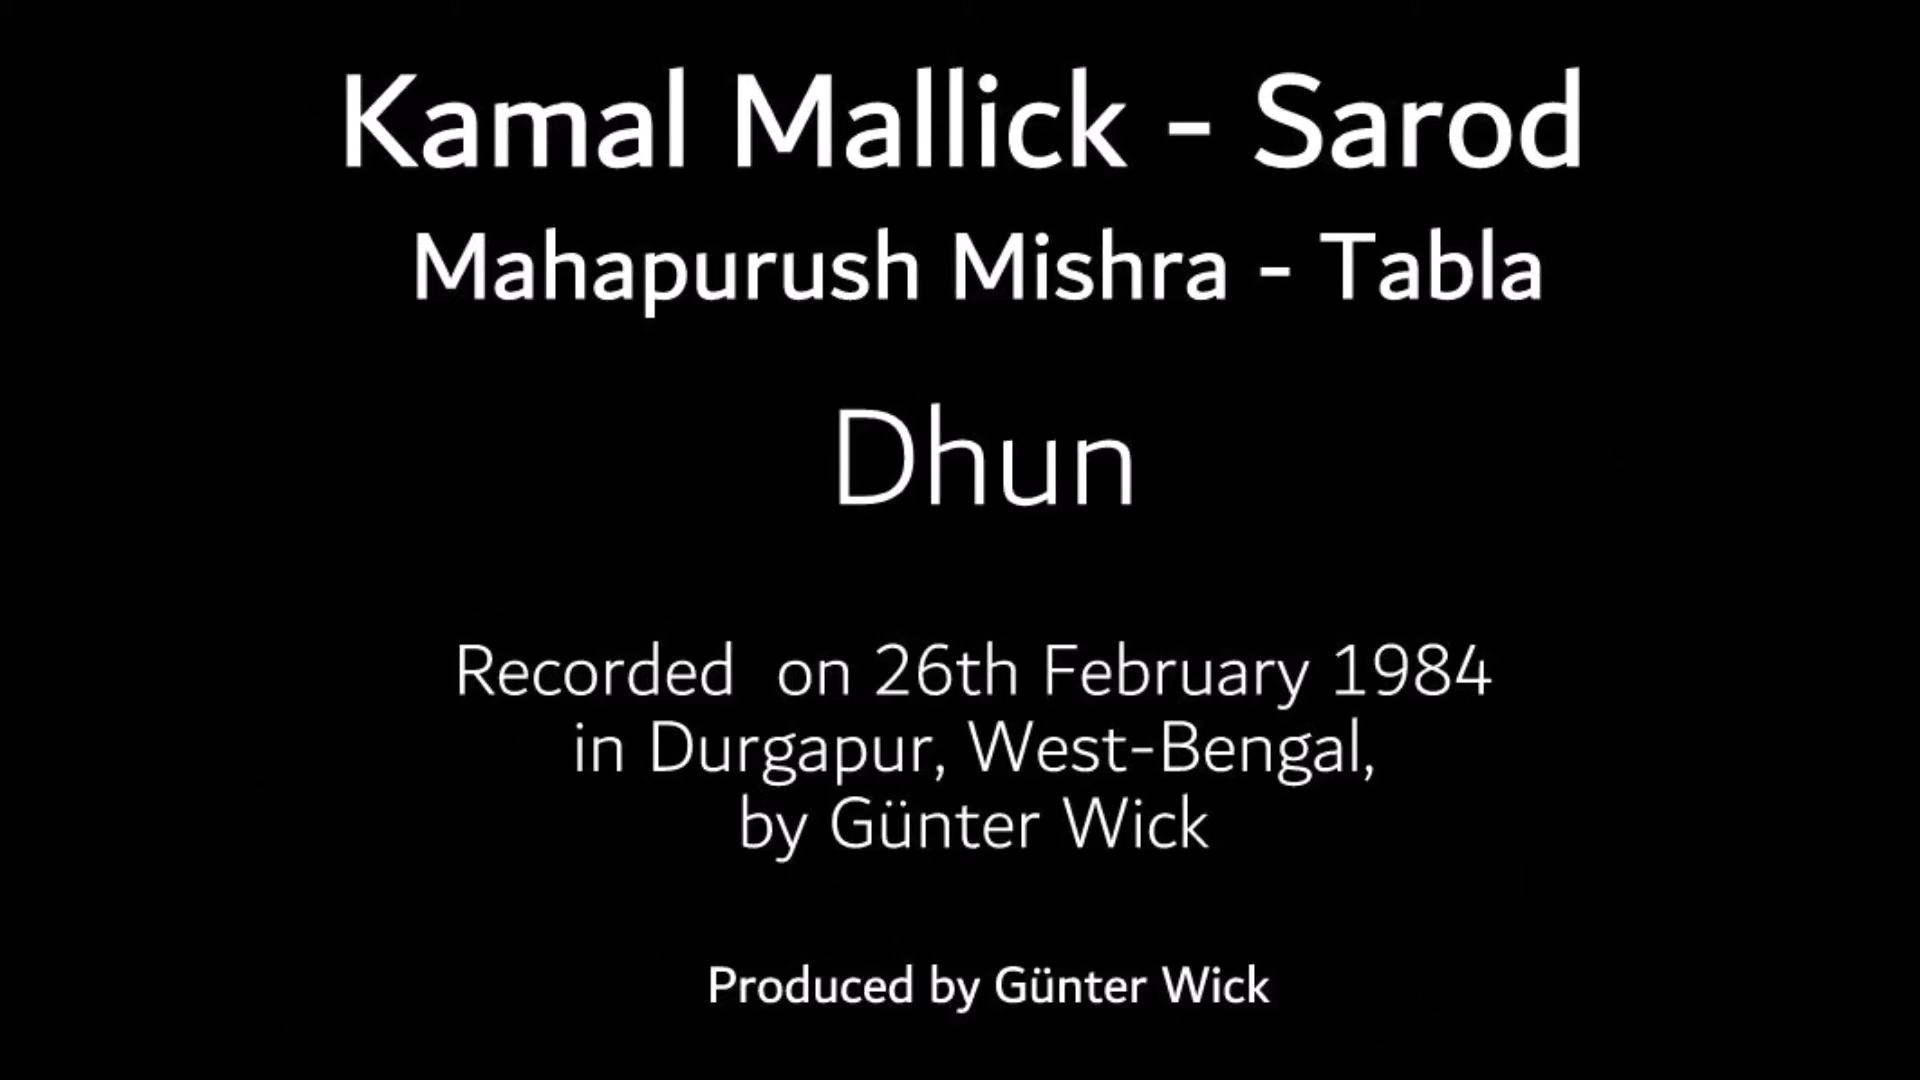 Kamal Mallick - Sarod
Mahapurush Mishra - Tabla
Dhun
Recorded  on 26th February 1984
in Durgapur, West-Bengal,
by Günter Wick
Produced by Günter Wick